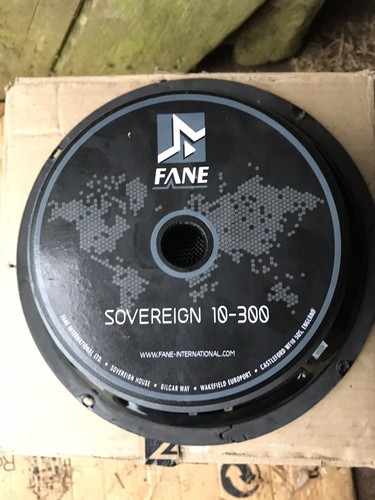 FANE
SOVEREIGN 10-300
WWW.FANE-INTERNATIONAL.COM
FANE INTERNATIONAL LTD. • SOVEREIGN HOUSE • GILCAR WAY • WAKEFIELD EUROPORT • CASTLEFORD WF10 5QS, ENGLAND